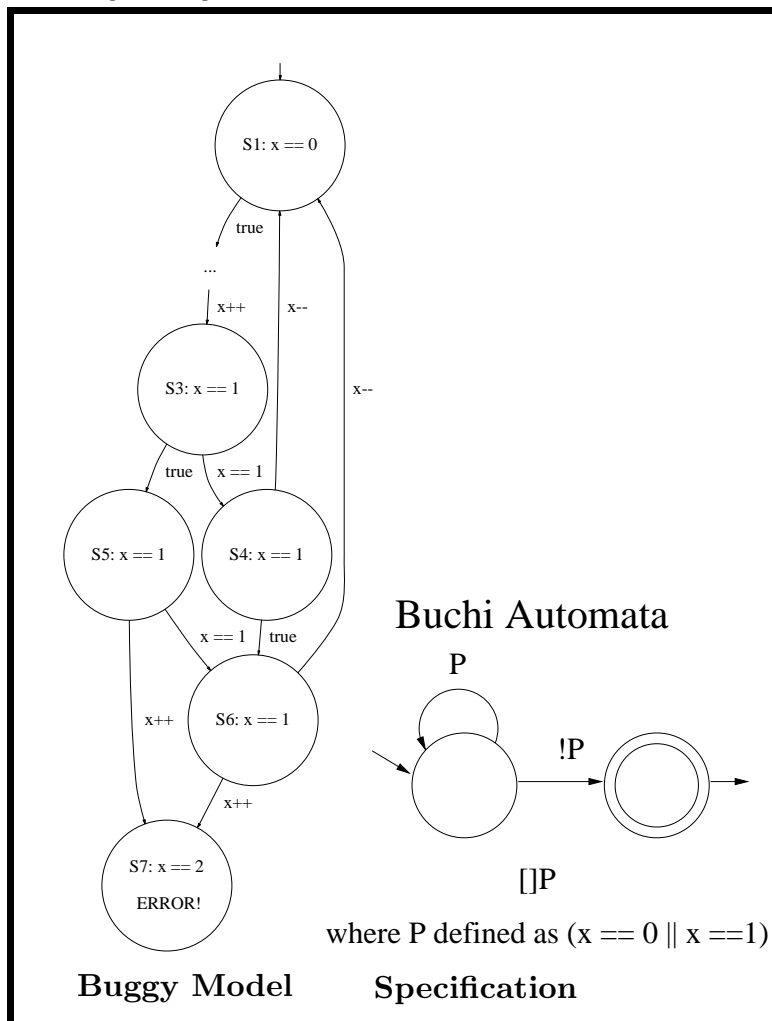 S1: x == 0
true
...
x++
x--
S3: x == 1
x--
true
x == 1
S5: x == 1
S4: x == 1
x == 1
true
S6: x == 1
x++
x++
S7: x == 2
ERROR!
Buggy Model
Buchi Automata
P
!P
[]P
where P defined as (x == 0 || x ==1)
Specification